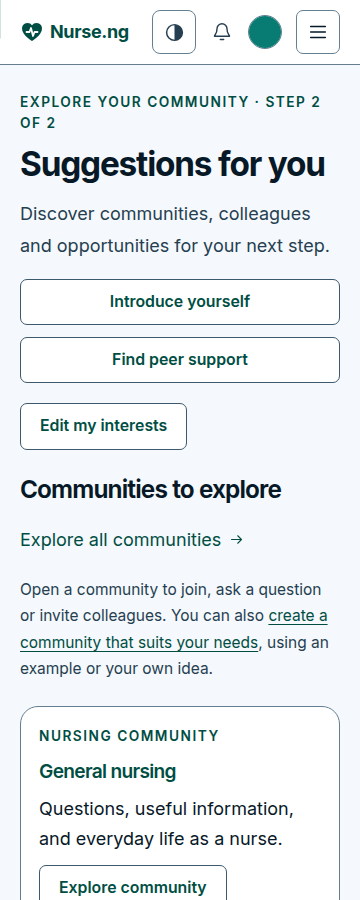 Nurse.ng
EXPLORE YOUR COMMUNITY · STEP 2
OF 2
Suggestions for you
Discover communities, colleagues
and opportunities for your next step.
Introduce yourself
Find peer support
Edit my interests
Communities to explore
Explore all communities →
Open a community to join, ask a question
or invite colleagues. You can also create a
community that suits your needs, using an
example or your own idea.
NURSING COMMUNITY
General nursing
Questions, useful information,
and everyday life as a nurse.
Explore community